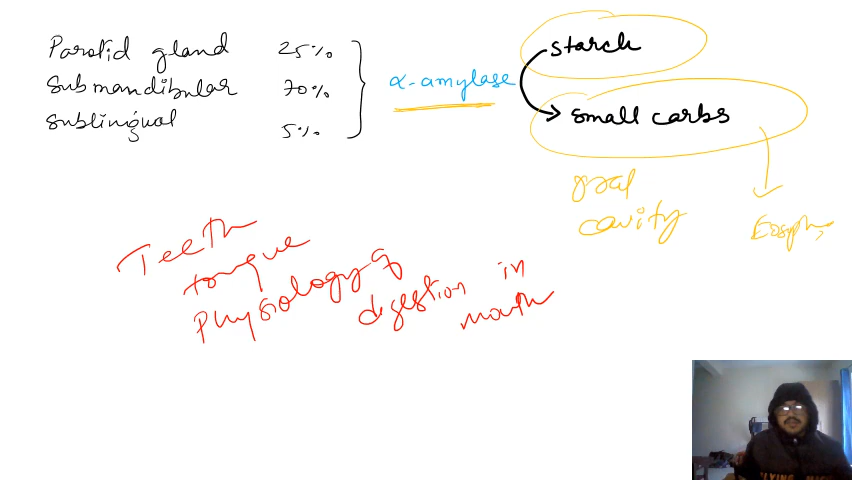 Parotid gland 25%
Submandibular 70%
Sublingual 5%
α-amylase
starch
small carbs
oral
cavity
Teeth
tongue
Physiology of
digestion in
mouth
FLYING